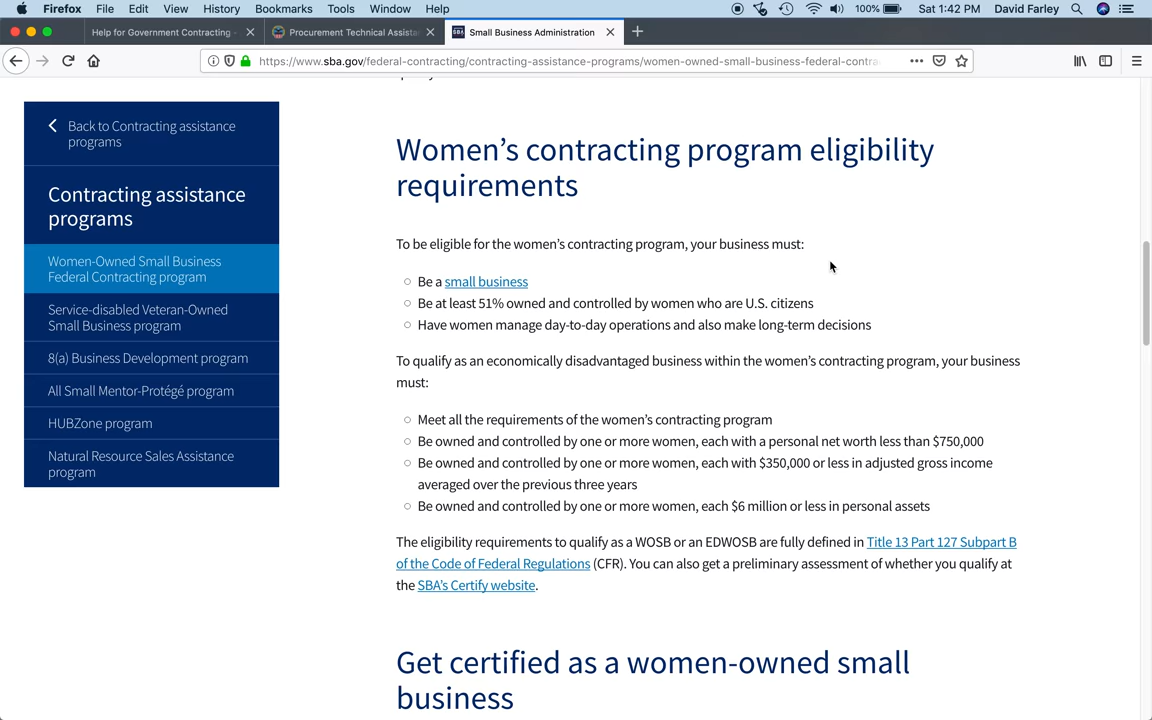 Firefox File Edit View History Bookmarks Tools Window Help 100% Sat 1:42 PM David Farley
Help for Government Contracting - Procurement Technical Assista Small Business Administration
https://www.sba.gov/federal-contracting/contracting-assistance-programs/women-owned-small-business-federal-contra
Back to Contracting assistance
programs
Contracting assistance
programs
Women-Owned Small Business
Federal Contracting program
Service-disabled Veteran-Owned
Small Business program
8(a) Business Development program
All Small Mentor-Protégé program
HUBZone program
Natural Resource Sales Assistance
program
Women’s contracting program eligibility
requirements
To be eligible for the women’s contracting program, your business must:
Be a small business
Be at least 51% owned and controlled by women who are U.S. citizens
Have women manage day-to-day operations and also make long-term decisions
To qualify as an economically disadvantaged business within the women’s contracting program, your business
must:
Meet all the requirements of the women’s contracting program
Be owned and controlled by one or more women, each with a personal net worth less than $750,000
Be owned and controlled by one or more women, each with $350,000 or less in adjusted gross income
averaged over the previous three years
Be owned and controlled by one or more women, each $6 million or less in personal assets
The eligibility requirements to qualify as a WOSB or an EDWOSB are fully defined in Title 13 Part 127 Subpart B
of the Code of Federal Regulations (CFR). You can also get a preliminary assessment of whether you qualify at
the SBA’s Certify website.
Get certified as a women-owned small
business